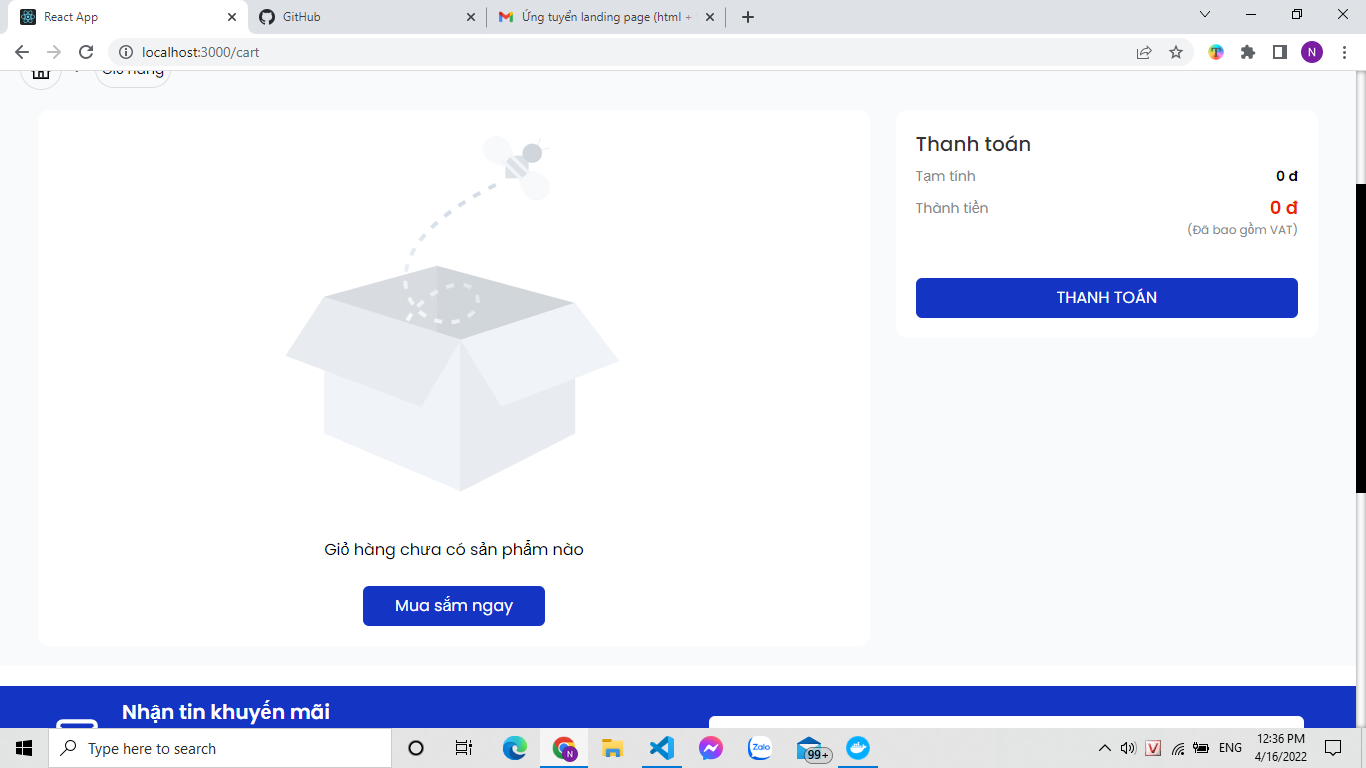 React App
GitHub
Ứng tuyển landing page (html +
localhost:3000/cart
N
Giỏ hàng
Thanh toán
Tạm tính
0 đ
Thành tiền
0 đ
(Đã bao gồm VAT)
THANH TOÁN
Giỏ hàng chưa có sản phẩm nào
Mua sắm ngay
Nhận tin khuyến mãi
Type here to search
N
Zalo
99+
V
ENG
12:36 PM
4/16/2022